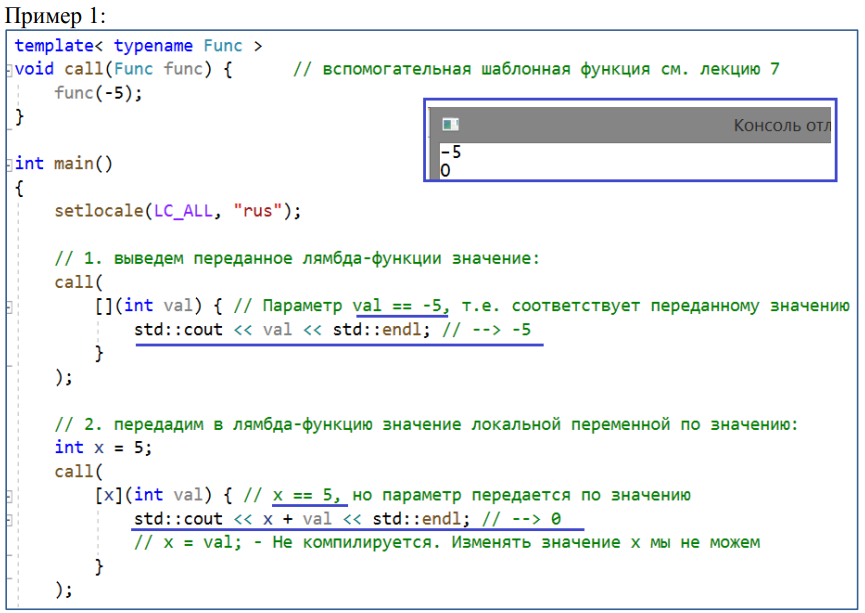 Пример 1:
template< typename Func >
void call(Func func) {      // вспомогательная шаблонная функция см. лекцию 7
    func(-5);
}
Консоль отл
-5
0
int main()
{
    setlocale(LC_ALL, "rus");
    // 1. выведем переданное лямбда-функции значение:
    call(
        [](int val) { // Параметр val == -5, т.е. соответствует переданному значению
            std::cout << val << std::endl; // --> -5
        }
    );
    // 2. передадим в лямбда-функцию значение локальной переменной по значению:
    int x = 5;
    call(
        [x](int val) { // x == 5, но параметр передается по значению
            std::cout << x + val << std::endl; // --> 0
            // x = val; - Не компилируется. Изменять значение x мы не можем
        }
    );